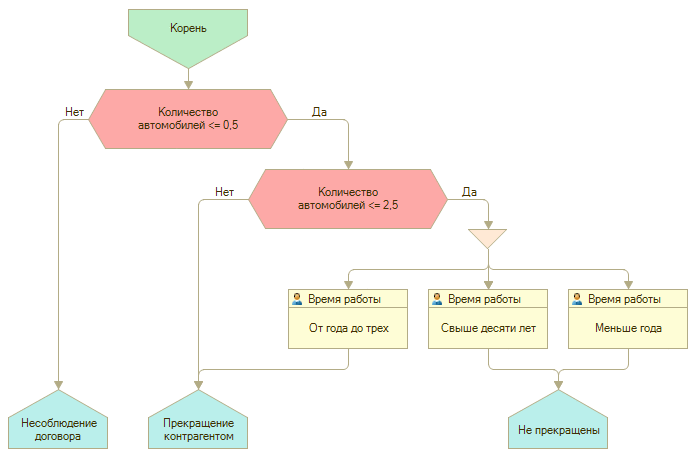 Корень
Количество
автомобилей <= 0,5
Нет
Да
Количество
автомобилей <= 2,5
Нет
Да
Время работы
От года до трех
Время работы
Свыше десяти лет
Время работы
Меньше года
Несоблюдение
договора
Прекращение
контрагентом
Не прекращены